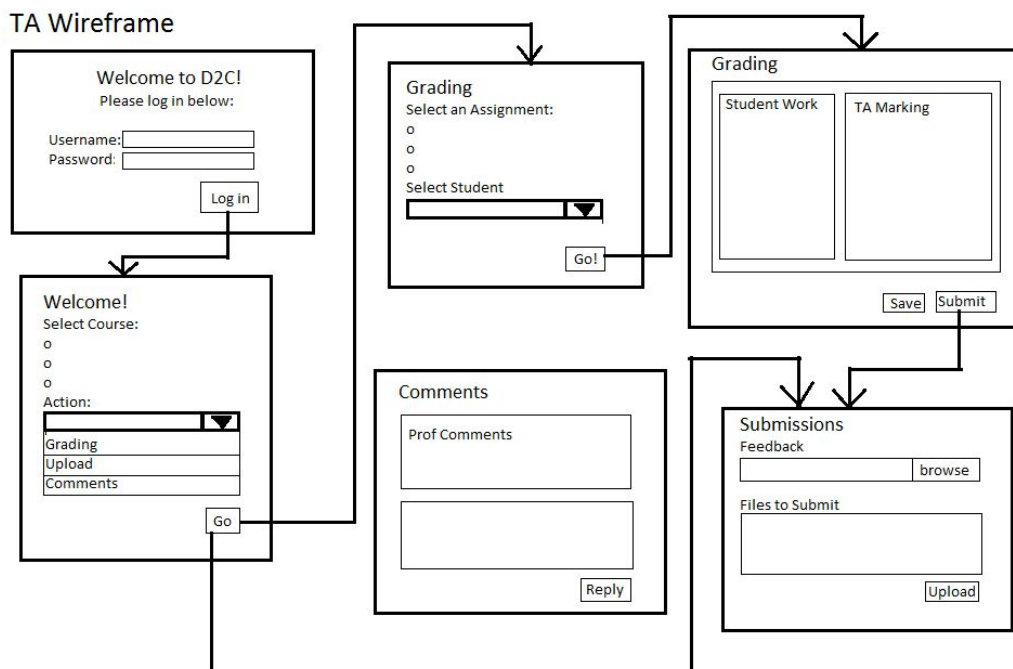 TA Wireframe
Welcome to D2C!
Please log in below:
Username:
Password:
Log in
Welcome!
Select Course:
o
o
o
Action:
Grading
Upload
Comments
Go
Grading
Select an Assignment:
o
o
o
Select Student
Go!
Grading
Student Work
TA Marking
Save
Submit
Comments
Prof Comments
Reply
Submissions
Feedback
browse
Files to Submit
Upload